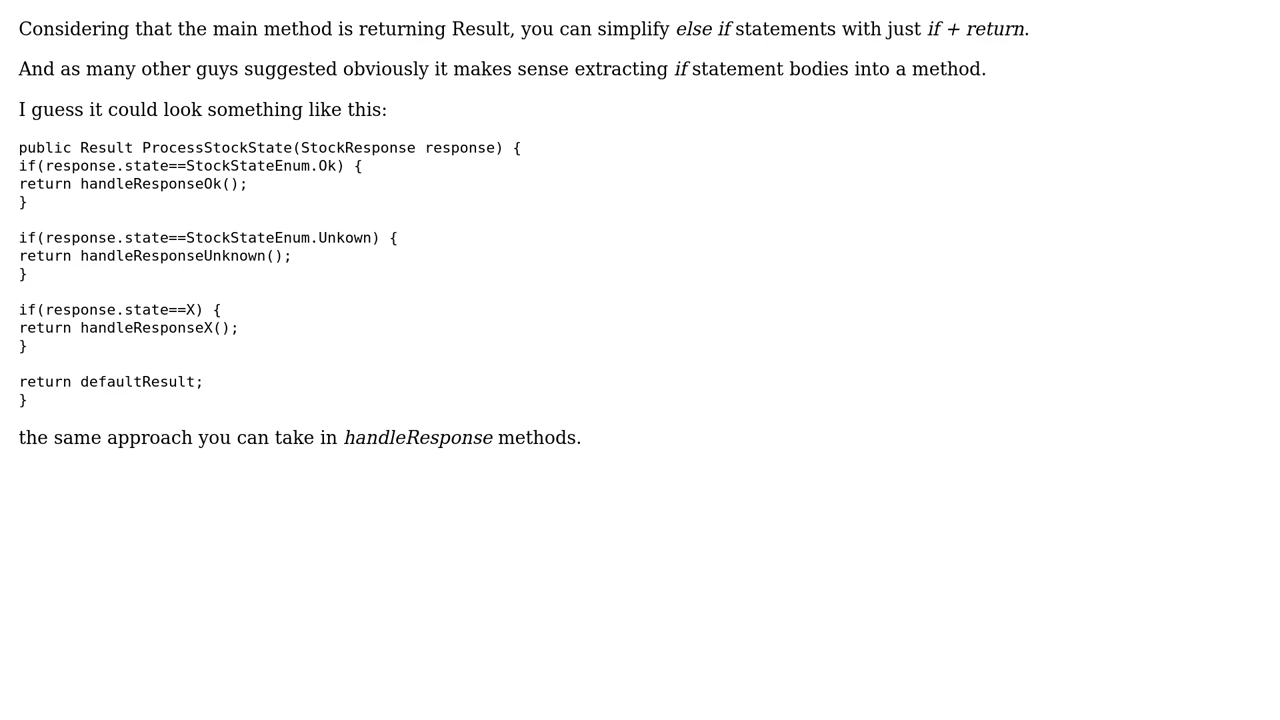 Considering that the main method is returning Result, you can simplify else if statements with just if + return.
And as many other guys suggested obviously it makes sense extracting if statement bodies into a method.
I guess it could look something like this:
public Result ProcessStockState(StockResponse response) {
if(response.state==StockStateEnum.Ok) {
return handleResponseOk();
}
if(response.state==StockStateEnum.Unkown) {
return handleResponseUnknown();
}
if(response.state==X) {
return handleResponseX();
}
return defaultResult;
}
the same approach you can take in handleResponse methods.